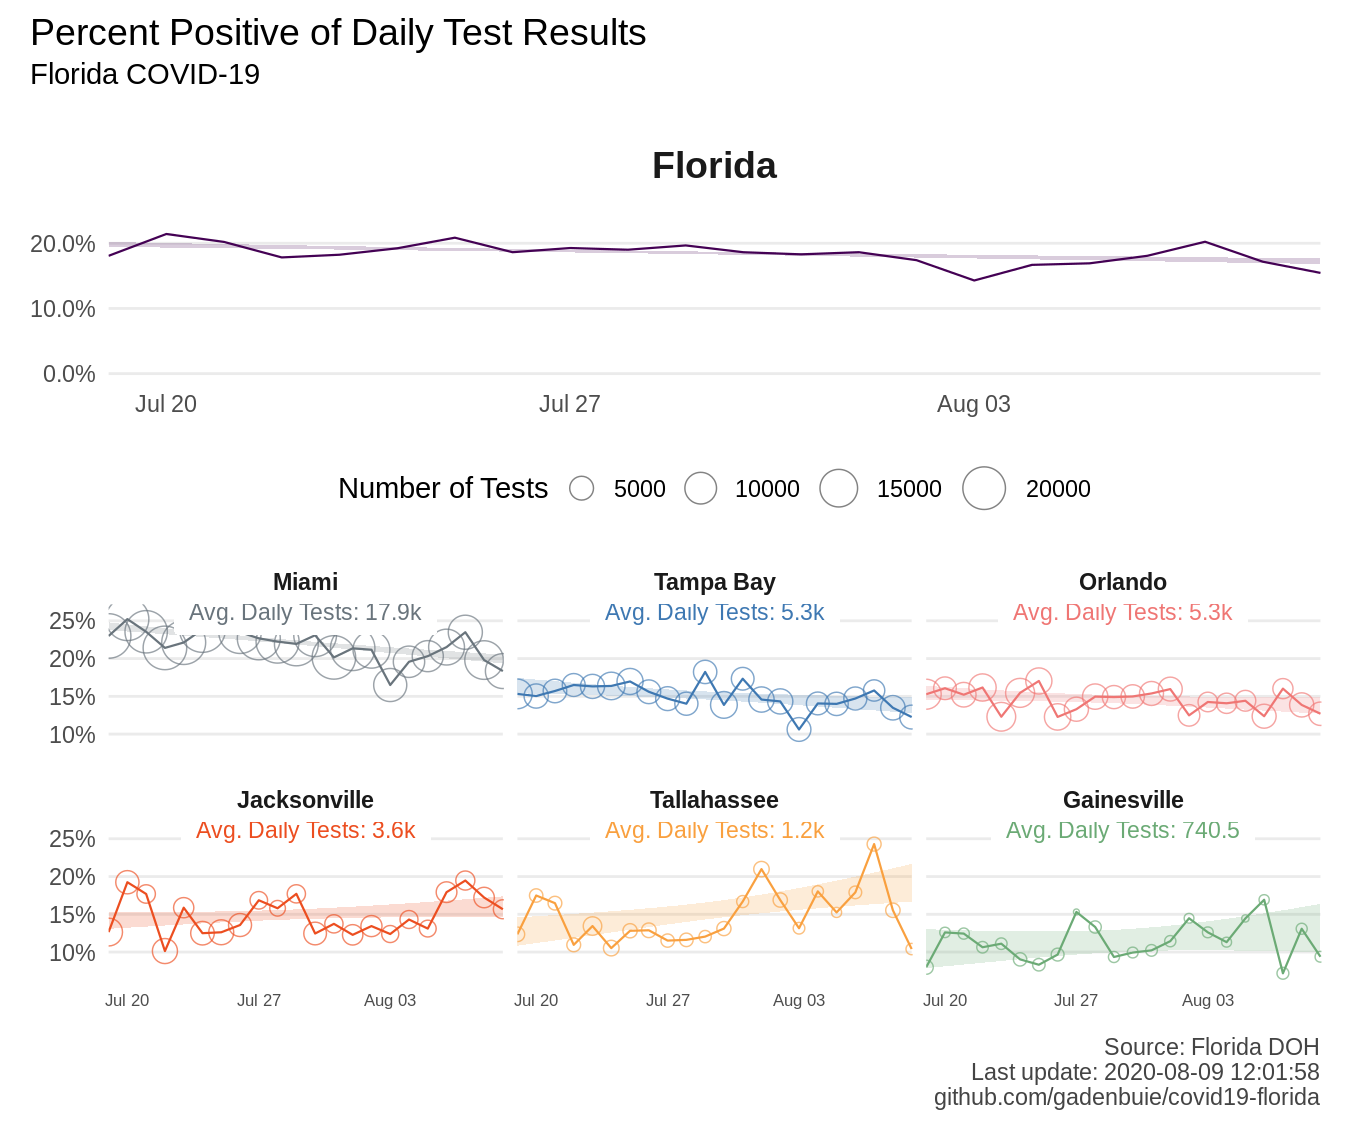 Percent Positive of Daily Test Results
Florida COVID-19
Florida
20.0%
10.0%
0.0%
Jul 20 Jul 27 Aug 03
Number of Tests 5000 10000 15000 20000
Miami Tampa Bay Orlando
Avg. Daily Tests: 17.9k Avg. Daily Tests: 5.3k Avg. Daily Tests: 5.3k
25%
20%
15%
10%
Jacksonville Tallahassee Gainesville
Avg. Daily Tests: 3.6k Avg. Daily Tests: 1.2k Avg. Daily Tests: 740.5
25%
20%
15%
10%
Jul 20 Jul 27 Aug 03 Jul 20 Jul 27 Aug 03 Jul 20 Jul 27 Aug 03
Source: Florida DOH
Last update: 2020-08-09 12:01:58
github.com/gadenbuie/covid19-florida